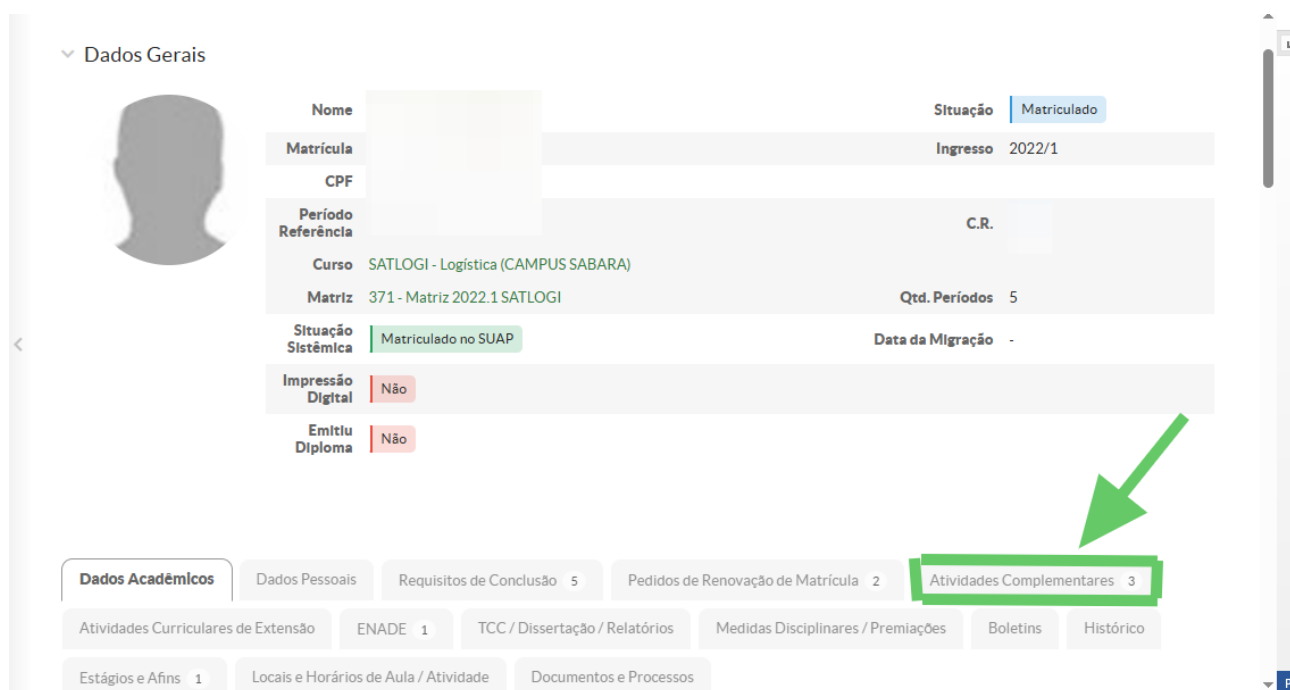 Dados Gerais
Nome
Situação Matriculado
Matrícula
Ingresso 2022/1
CPF
Período
Referência
C.R.
Curso SATLOGI - Logística (CAMPUS SABARA)
Matriz 371 - Matriz 2022.1 SATLOGI
Qtd. Períodos 5
Situação
Sistêmica
Matriculado no SUAP
Data da Migração -
Impressão
Digital
Não
Emitiu
Diploma
Não
Dados Acadêmicos Dados Pessoais Requisitos de Conclusão 5 Pedidos de Renovação de Matrícula 2 Atividades Complementares 3
Atividades Curriculares de Extensão ENADE 1 TCC / Dissertação / Relatórios Medidas Disciplinares / Premiações Boletins Histórico
Estágios e Afins 1 Locais e Horários de Aula / Atividade Documentos e Processos